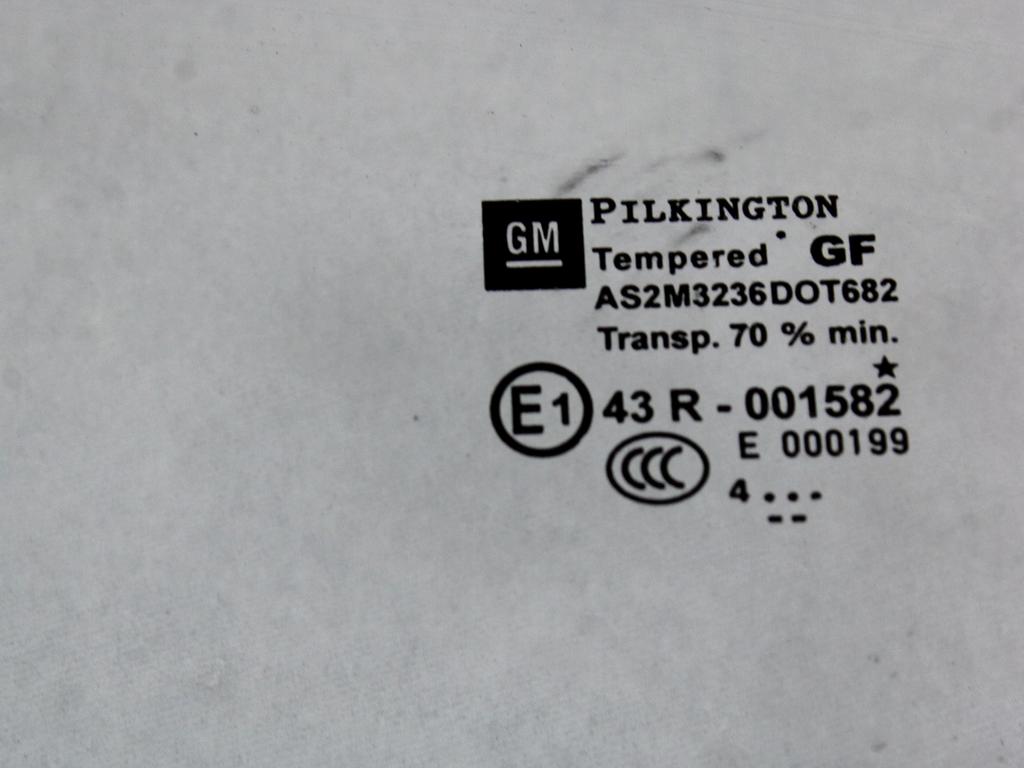 GM
PILKINGTON
Tempered GF
AS2M3236DOT682
Transp. 70 % min.
E1 43 R - 001582
CCC E 000199
4 ...
--